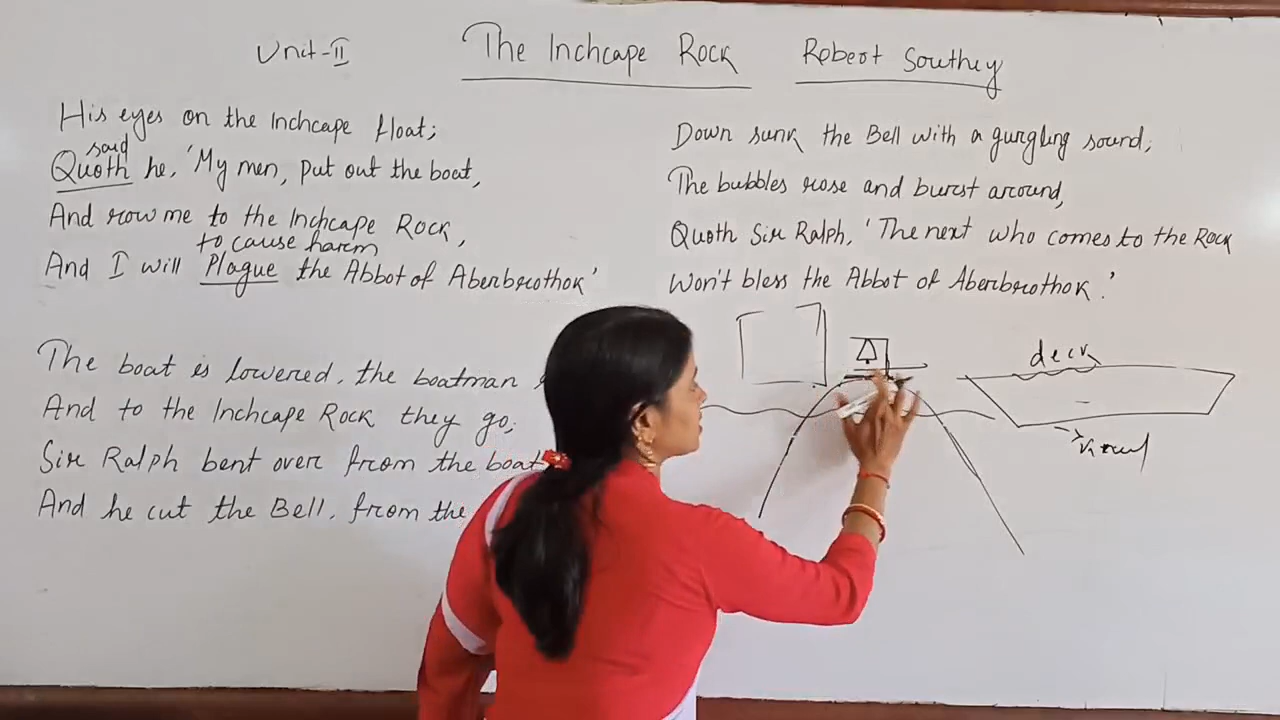 Unit-II
The Inchcape Rock
Robert Southey
His eyes on the Inchcape float;
said
Quoth he, 'My men, put out the boat,
And row me to the Inchcape Rock,
to cause harm
And I will Plague the Abbot of Aberbrothok'
The boat is lowered, the boatman
And to the Inchcape Rock they go;
Sir Ralph bent over from the boat
And he cut the Bell, from the
Down sunk the Bell with a gurgling sound,
The bubbles rose and burst around,
Quoth Sir Ralph, 'The next who comes to the Rock
Won't bless the Abbot of Aberbrothok.'
deck